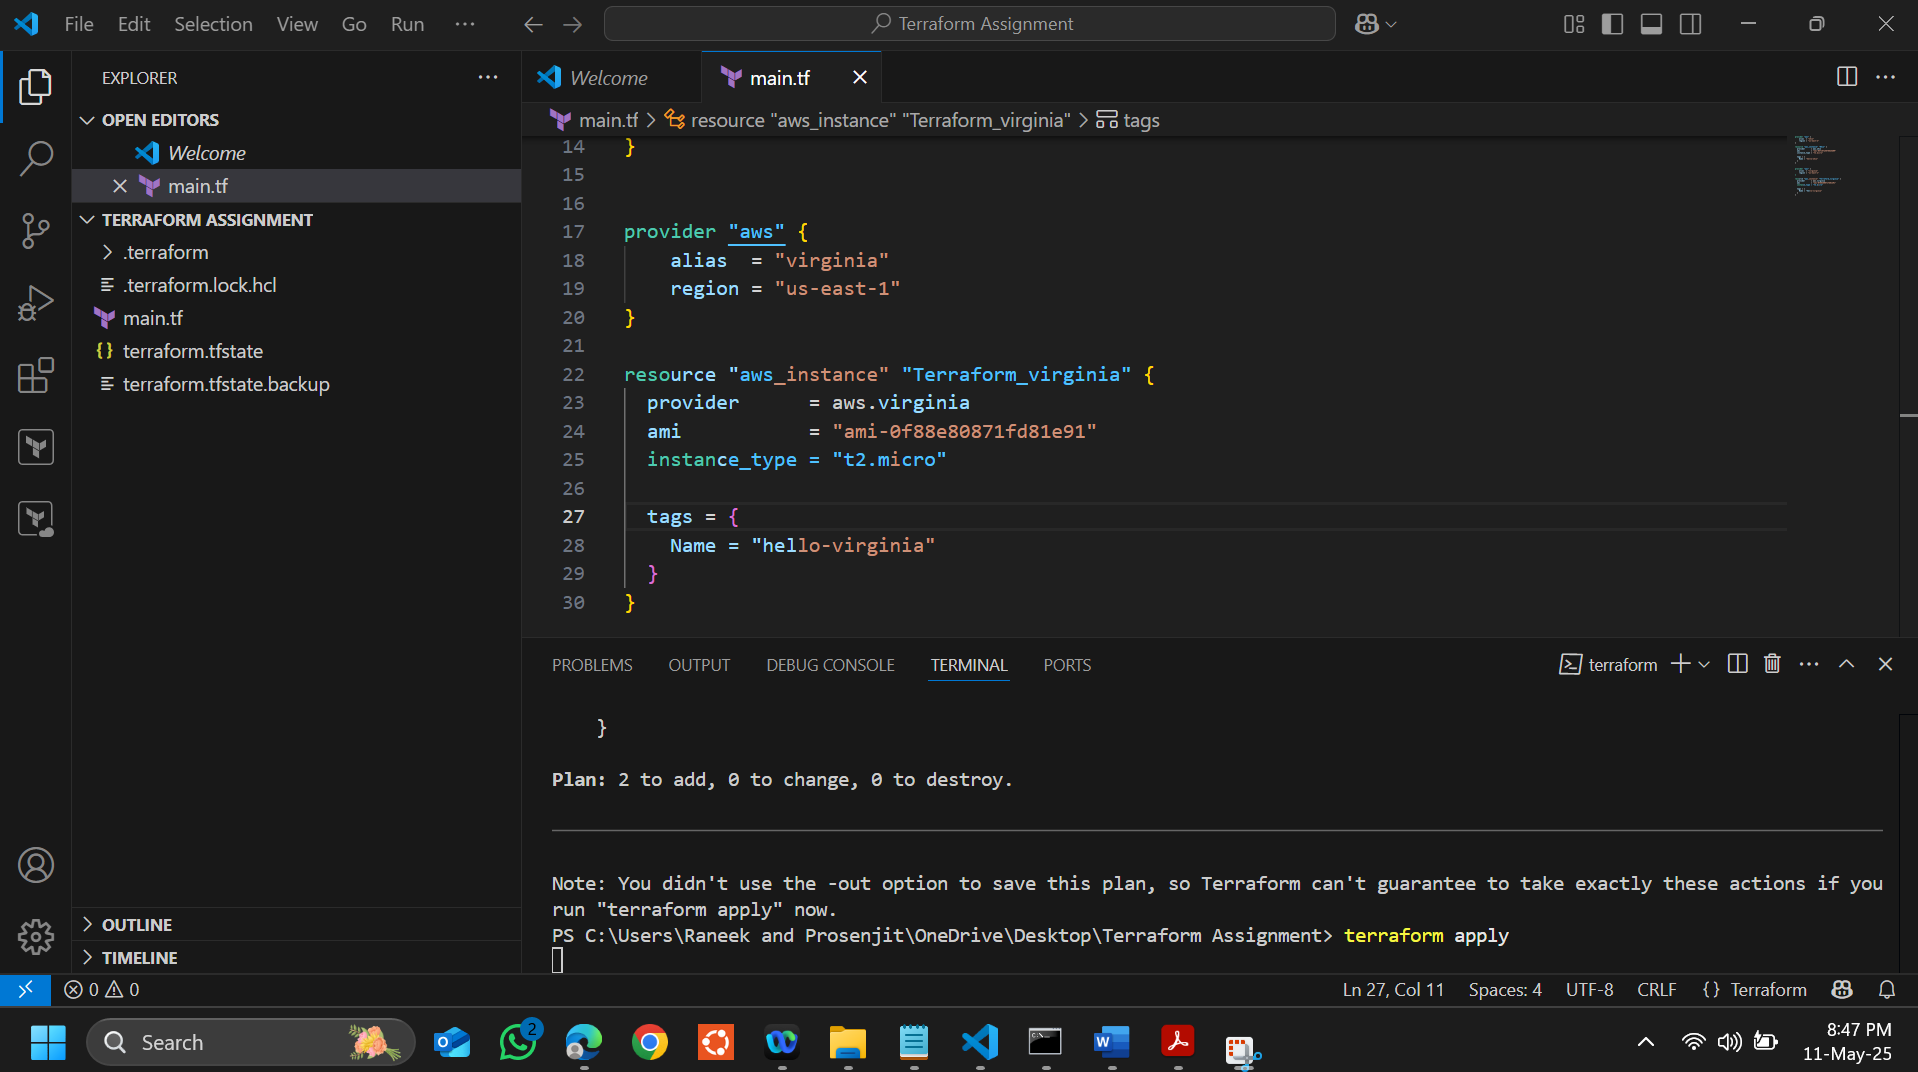 File Edit Selection View Go Run ···
Terraform Assignment
EXPLORER
OPEN EDITORS
Welcome
main.tf
TERRAFORM ASSIGNMENT
.terraform
.terraform.lock.hcl
main.tf
terraform.tfstate
terraform.tfstate.backup
OUTLINE
TIMELINE
Welcome
main.tf
main.tf > resource "aws_instance" "Terraform_virginia" > tags
14 }
15
16
17 provider "aws" {
18 alias = "virginia"
19 region = "us-east-1"
20 }
21
22 resource "aws_instance" "Terraform_virginia" {
23 provider = aws.virginia
24 ami = "ami-0f88e80871fd81e91"
25 instance_type = "t2.micro"
26
27 tags = {
28 Name = "hello-virginia"
29 }
30 }
PROBLEMS OUTPUT DEBUG CONSOLE TERMINAL PORTS
terraform
}
Plan: 2 to add, 0 to change, 0 to destroy.
Note: You didn't use the -out option to save this plan, so Terraform can't guarantee to take exactly these actions if you
run "terraform apply" now.
PS C:\Users\Raneek and Prosenjit\OneDrive\Desktop\Terraform Assignment> terraform apply
0 0
Ln 27, Col 11 Spaces: 4 UTF-8 CRLF {} Terraform
Search
2
8:47 PM
11-May-25